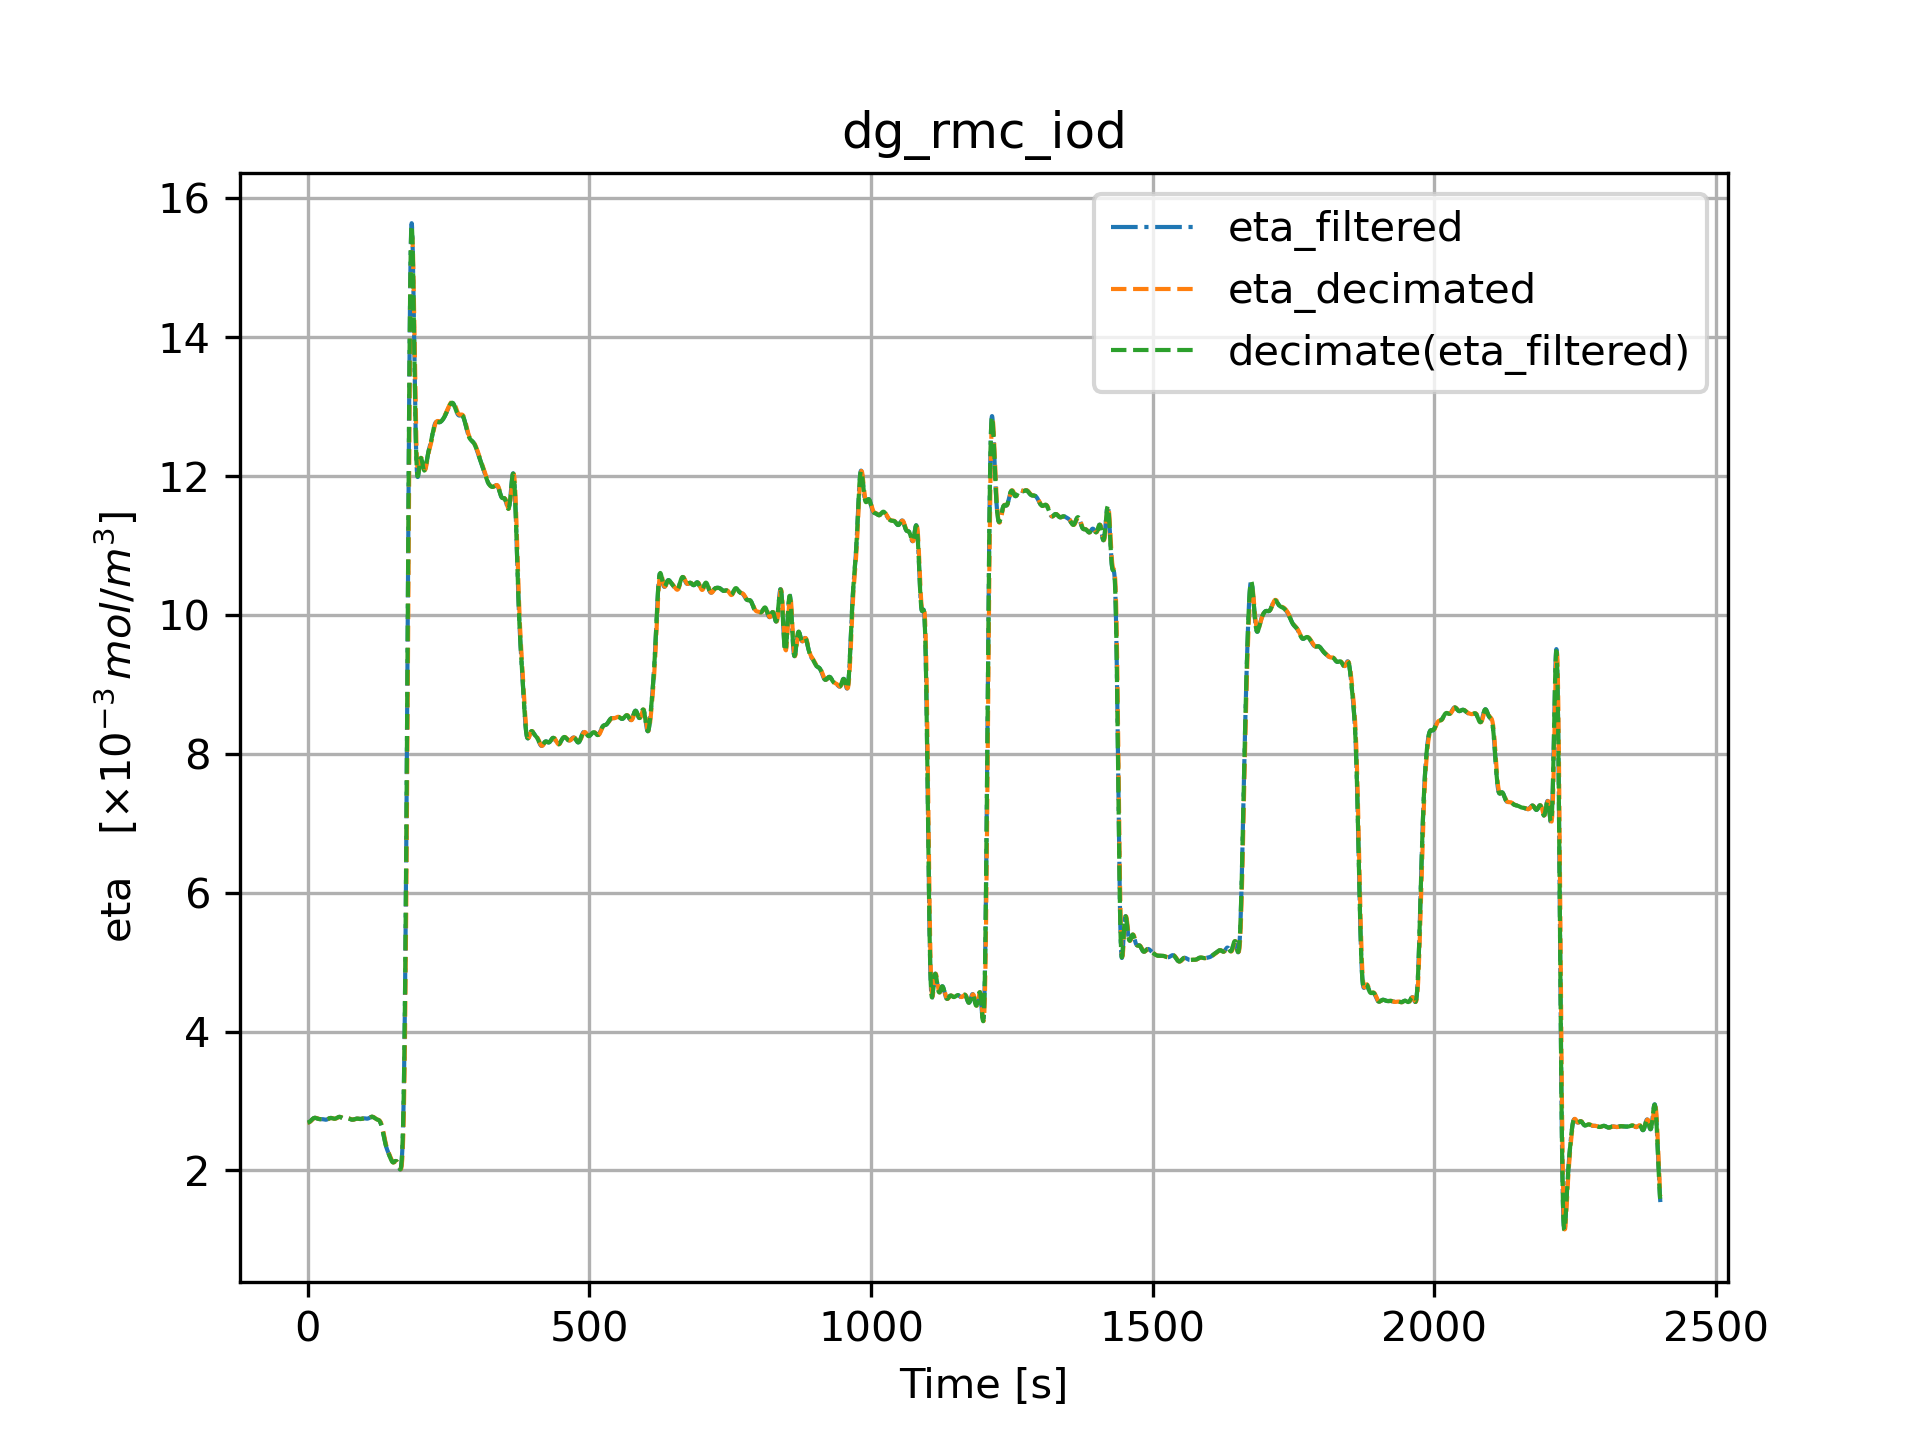 dg_rmc_iod
eta_filtered
eta_decimated
decimate(eta_filtered)
16
14
12
10
8
6
4
2
eta [×10⁻³ mol/m³]
0 500 1000 1500 2000 2500
Time [s]